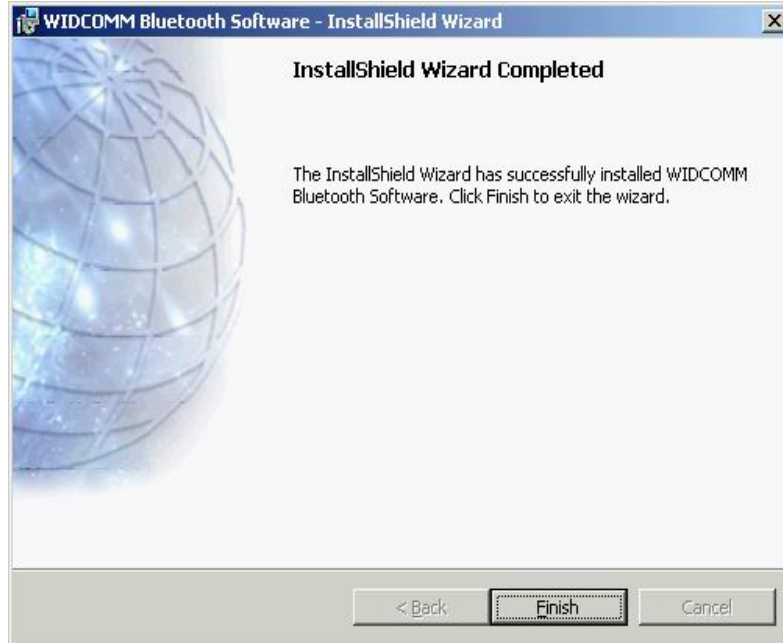 WIDCOMM Bluetooth Software - InstallShield Wizard
InstallShield Wizard Completed
The InstallShield Wizard has successfully installed WIDCOMM
Bluetooth Software. Click Finish to exit the wizard.
< Back
Finish
Cancel